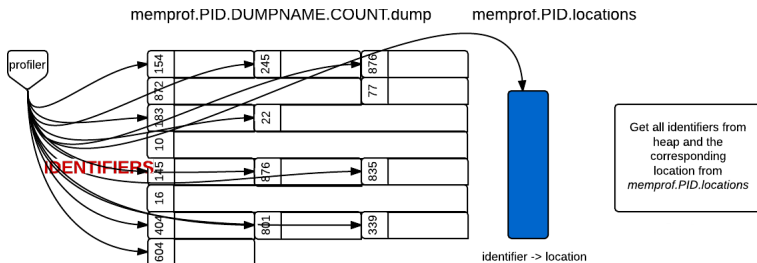 memprof.PID.DUMPNAME.COUNT.dump
memprof.PID.locations
profiler
154
245
876
872
77
183
22
10
IDENTIFIERS
145
876
835
16
404
801
339
604
Get all identifiers from
heap and the
corresponding
location from
memprof.PID.locations
identifier -> location